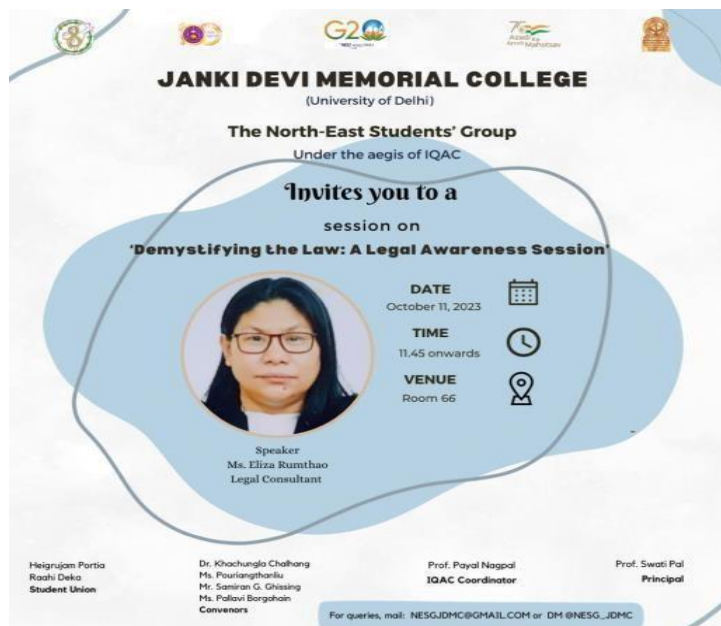 G20
Azadi Ka
Amrit Mahotsav
JANKI DEVI MEMORIAL COLLEGE
(University of Delhi)
The North-East Students' Group
Under the aegis of IQAC
Invites you to a
session on
'Demystifying the Law: A Legal Awareness Session'
DATE
October 11, 2023
TIME
11.45 onwards
VENUE
Room 66
Speaker
Ms. Eliza Rumthao
Legal Consultant
Heigrujam Portia
Raahi Deka
Student Union
Dr. Khachungla Chalhang
Ms. Pouriangthanliu
Mr. Samiran G. Ghissing
Ms. Pallavi Borgohain
Convenors
Prof. Payal Nagpal
IQAC Coordinator
Prof. Swati Pal
Principal
For queries, mail: NESGJDMC@GMAIL.COM or DM @NESG_JDMC